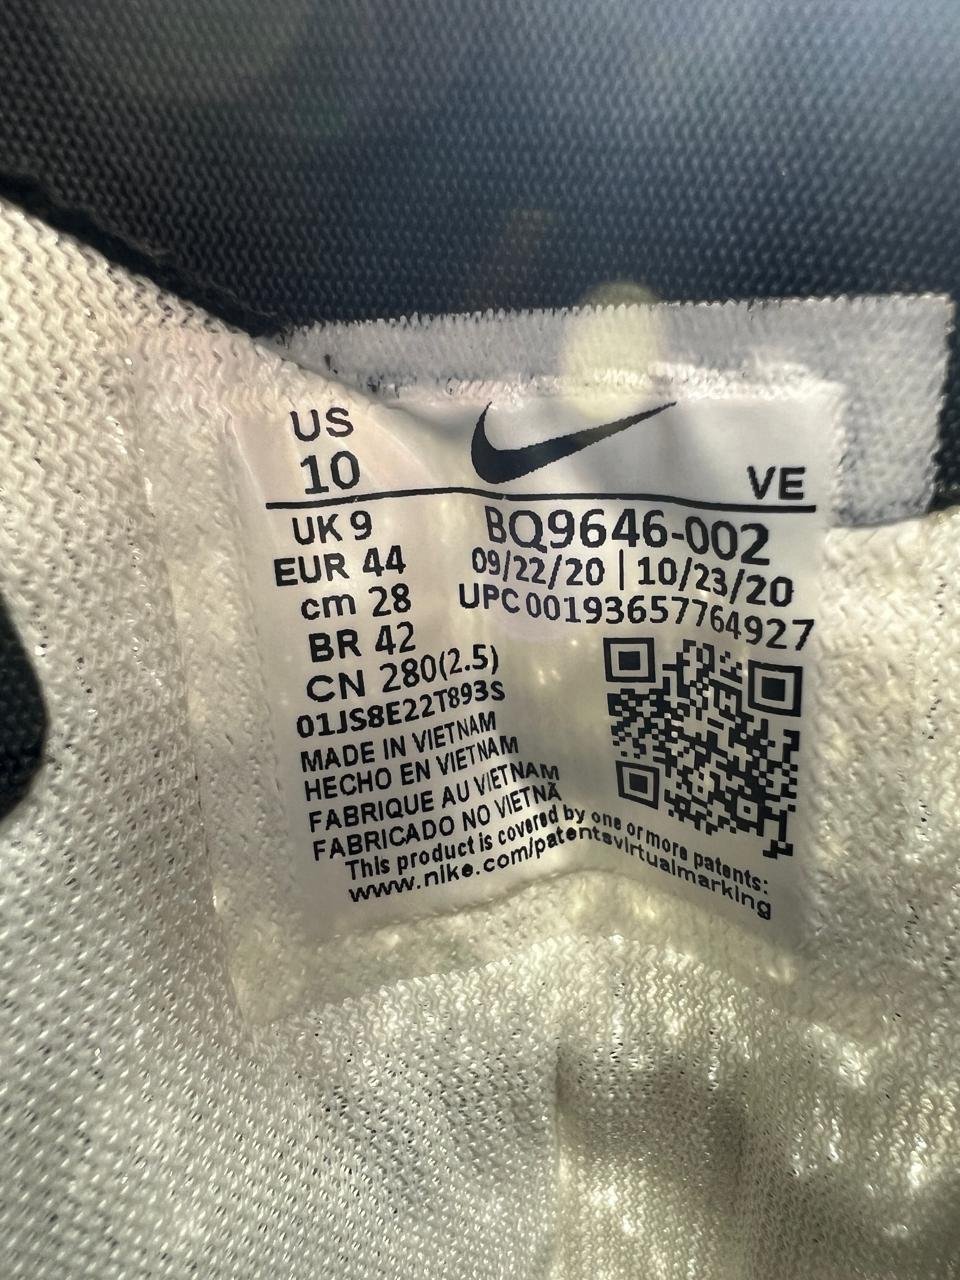 US
10
VE
UK 9
EUR 44
cm 28
BR 42
CN 280(2.5)
BQ9646-002
09/22/20 | 10/23/20
UPC 00193657764927
01JS8E22T893S
MADE IN VIETNAM
HECHO EN VIETNAM
FABRIQUE AU VIETNAM
FABRICADO NO VIETNÃ
This product is covered by one or more patents:
www.nike.com/patentsvirtualmarking